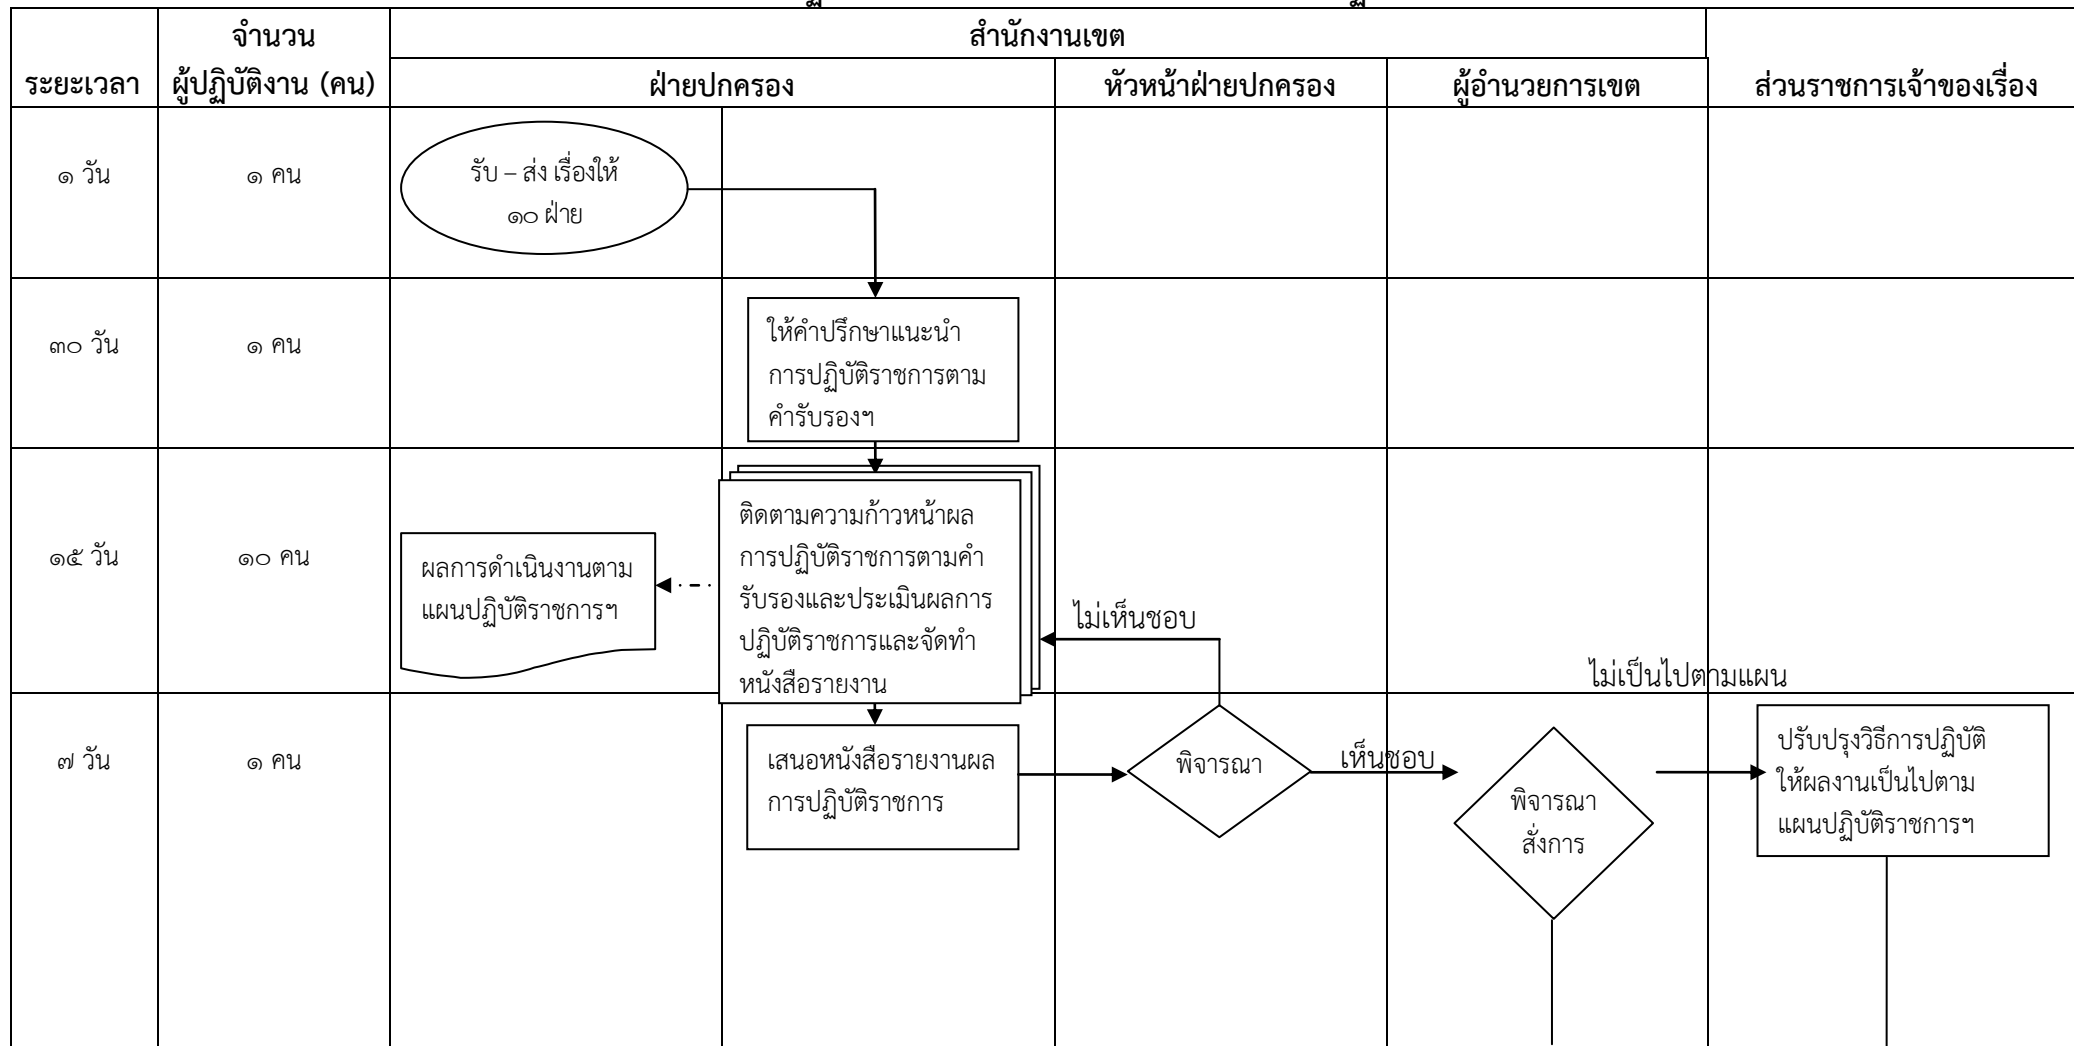 ระยะเวลา
จำนวน
ผู้ปฏิบัติงาน (คน)
สำนักงานเขต
ฝ่ายปกครอง
หัวหน้าฝ่ายปกครอง
ผู้อำนวยการเขต
ส่วนราชการเจ้าของเรื่อง
๑ วัน
๑ คน
รับ – ส่ง เรื่องให้
๑๐ ฝ่าย
๓๐ วัน
๑ คน
ให้คำปรึกษาแนะนำ
การปฏิบัติราชการตาม
คำรับรองฯ
๑๕ วัน
๑๐ คน
ผลการดำเนินงานตาม
แผนปฏิบัติราชการฯ
ติดตามความก้าวหน้าผล
การปฏิบัติราชการตามคำ
รับรองและประเมินผลการ
ปฏิบัติราชการและจัดทำ
หนังสือรายงาน
ไม่เห็นชอบ
ไม่เป็นไปตามแผน
๗ วัน
๑ คน
เสนอหนังสือรายงานผล
การปฏิบัติราชการ
พิจารณา
เห็นชอบ
พิจารณา
สั่งการ
ปรับปรุงวิธีการปฏิบัติ
ให้ผลงานเป็นไปตาม
แผนปฏิบัติราชการฯ